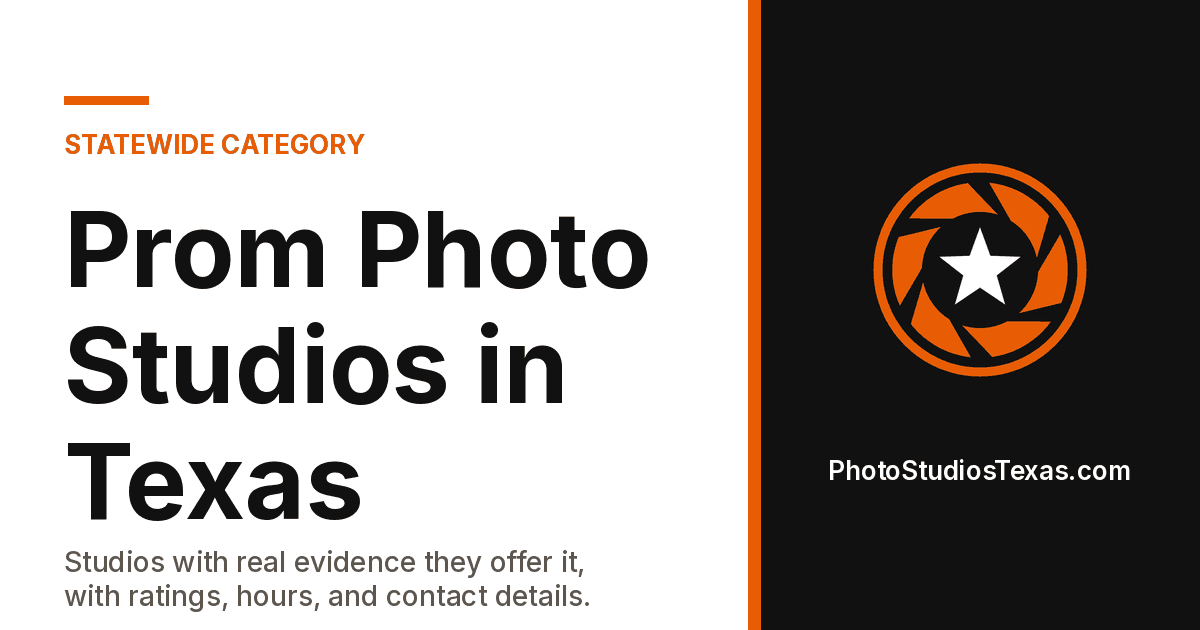 STATEWIDE CATEGORY
Prom Photo
Studios in
Texas
Studios with real evidence they offer it,
with ratings, hours, and contact details.
PhotoStudiosTexas.com